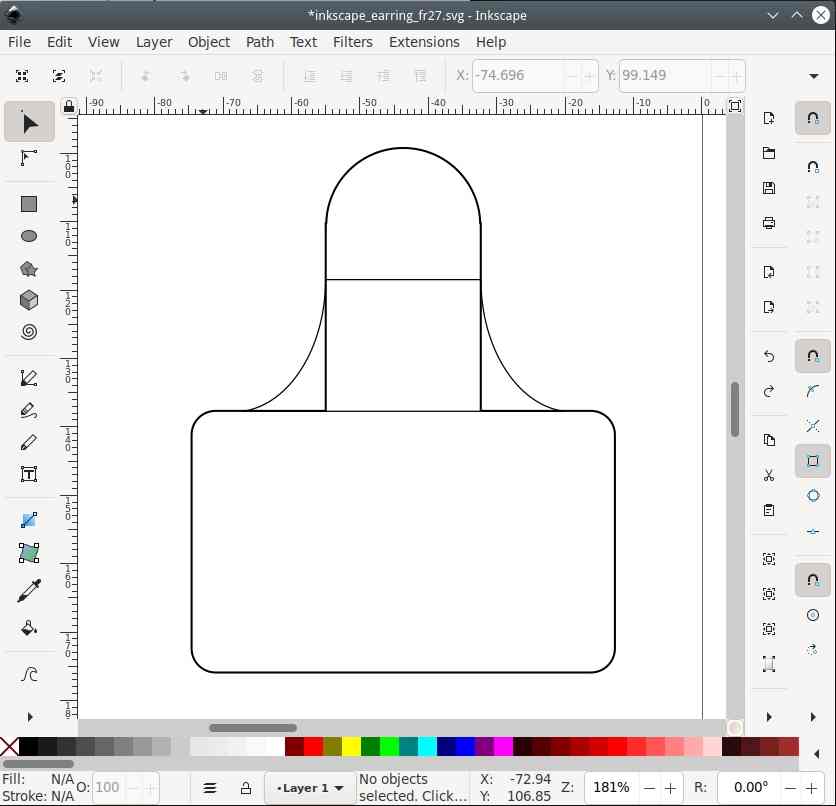 *inkscape_earring_fr27.svg - Inkscape
File Edit View Layer Object Path Text Filters Extensions Help
X: -74.696 Y: 99.149
-90 -80 -70 -60 -50 -40 -30 -20 -10 0
100
110
120
130
140
150
160
170
18
Fill: N/A
Stroke: N/A
O: 100
•Layer 1
No objects
selected. Click...
X: -72.94
Y: 106.85
Z: 181%
R: 0.00°